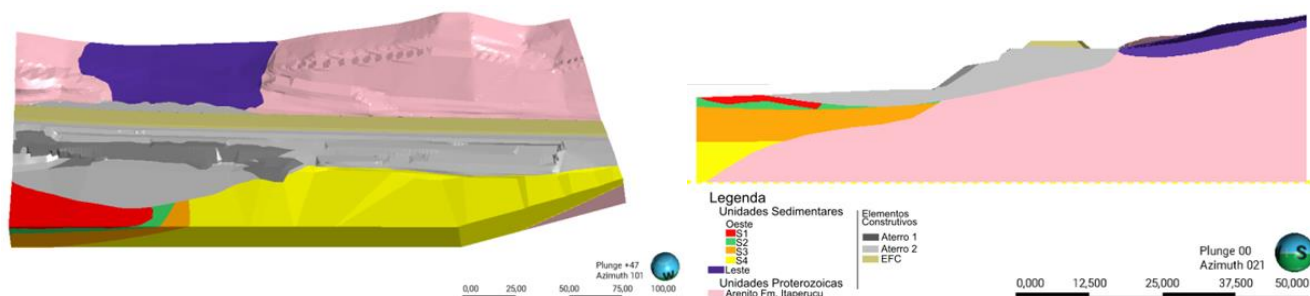 Plunge +47
Azimuth 101
W
0,00 25,00 50,00 75,00 100,00
Legenda
Unidades Sedimentares
Oeste
S1
S2
S3
S4
Leste
Unidades Proterozoicas
Arenito Fm. Itaperuçu
Elementos
Construtivos
Aterro 1
Aterro 2
EFC
Plunge 00
Azimuth 021
S
0,000 12,500 25,000 37,500 50,000